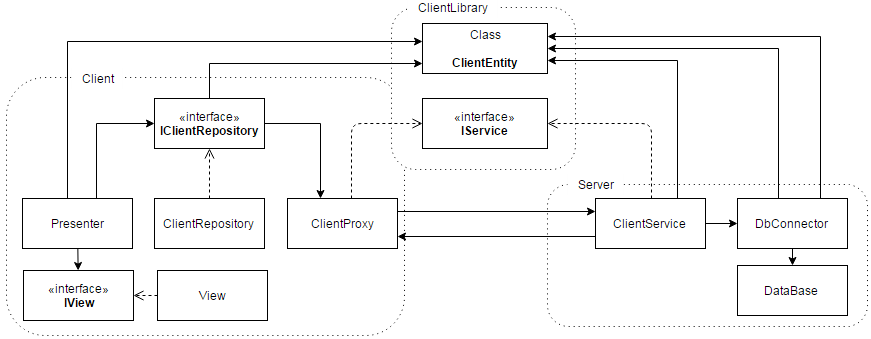 ClientLibrary
Class
ClientEntity
Client
«interface»
IClientRepository
«interface»
IService
Server
Presenter
ClientRepository
ClientProxy
ClientService
DbConnector
«interface»
IView
View
DataBase